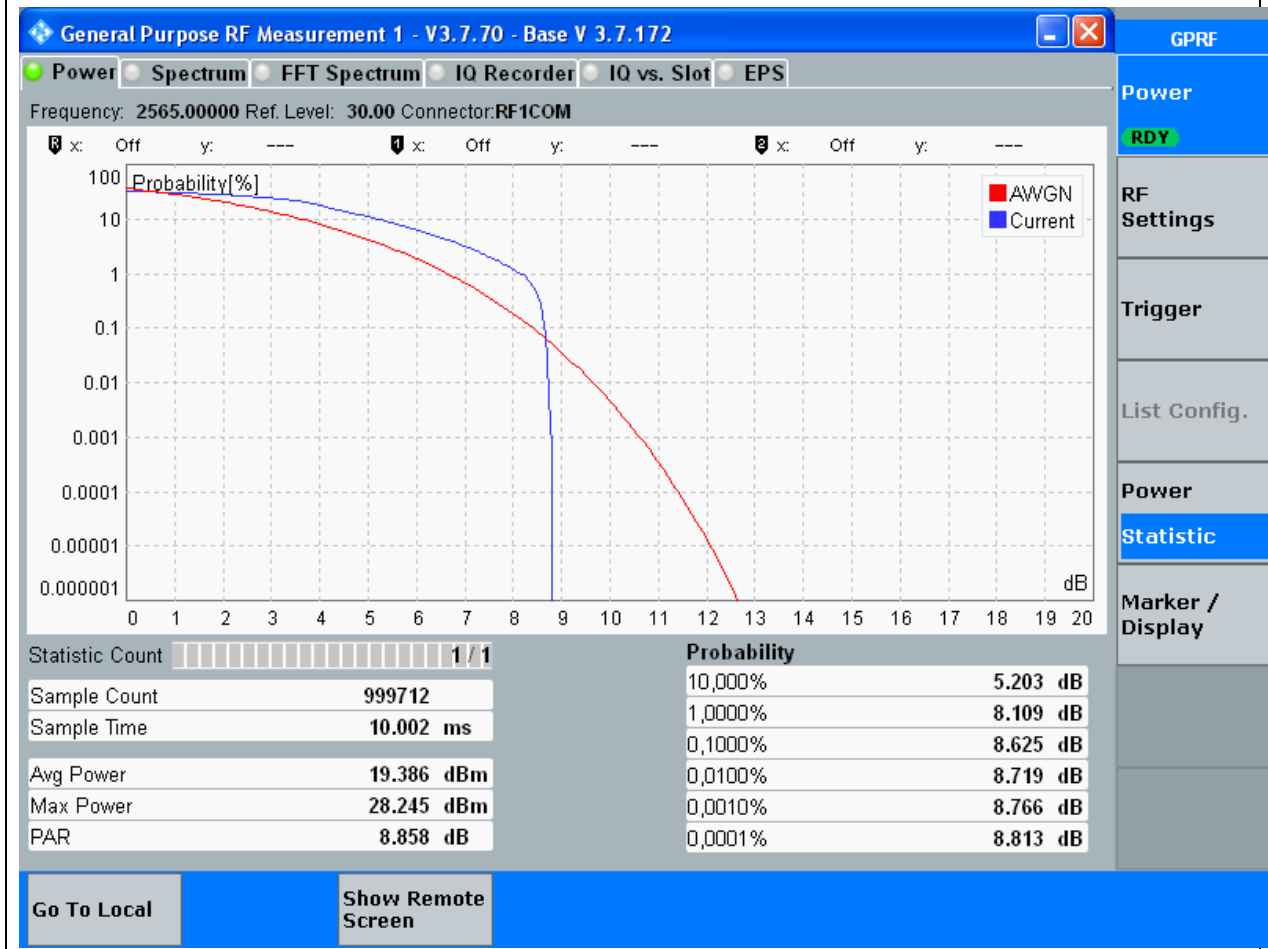 General Purpose RF Measurement 1 - V3.7.70 - Base V 3.7.172
GPRF
Power Spectrum FFT Spectrum IQ Recorder IQ vs. Slot EPS
Frequency: 2565.00000 Ref. Level: 30.00 Connector:RF1COM
R x: Off y: --- 1 x: Off y: --- 2 x: Off y: ---
Probability[%]
100
10
1
0.1
0.01
0.001
0.0001
0.00001
0.000001
AWGN
Current
dB
0 1 2 3 4 5 6 7 8 9 10 11 12 13 14 15 16 17 18 19 20
Statistic Count 1 / 1
Sample Count 999712
Sample Time 10.002 ms
Avg Power 19.386 dBm
Max Power 28.245 dBm
PAR 8.858 dB
Probability
10,000% 5.203 dB
1,0000% 8.109 dB
0,1000% 8.625 dB
0,0100% 8.719 dB
0,0010% 8.766 dB
0,0001% 8.813 dB
Power
RDY
RF
Settings
Trigger
List Config.
Power
Statistic
Marker /
Display
Go To Local
Show Remote
Screen